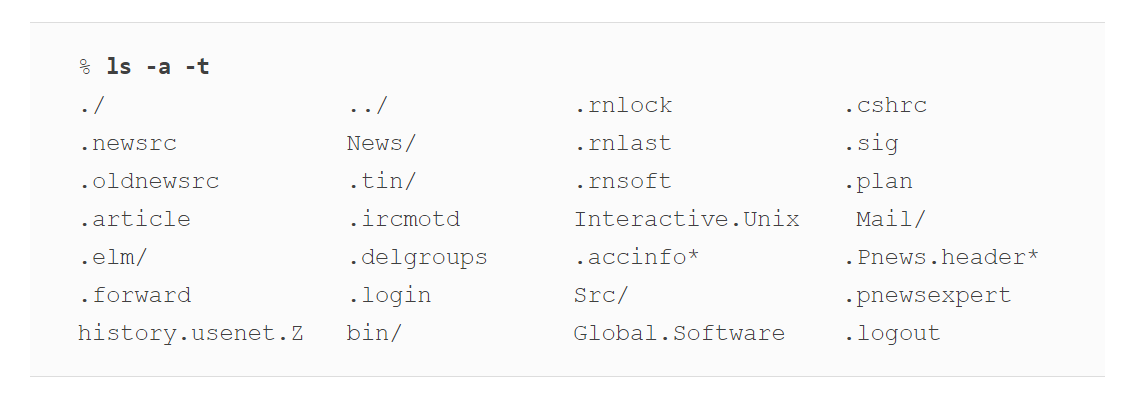 % ls -a -t
./ ../ .rnlock .cshrc
.newsrc News/ .rnlast .sig
.oldnewsrc .tin/ .rnsoft .plan
.article .ircmotd Interactive.Unix Mail/
.elm/ .delgroups .accinfo* .Pnews.header*
.forward .login Src/ .pnewsexpert
history.usenet.Z bin/ Global.Software .logout